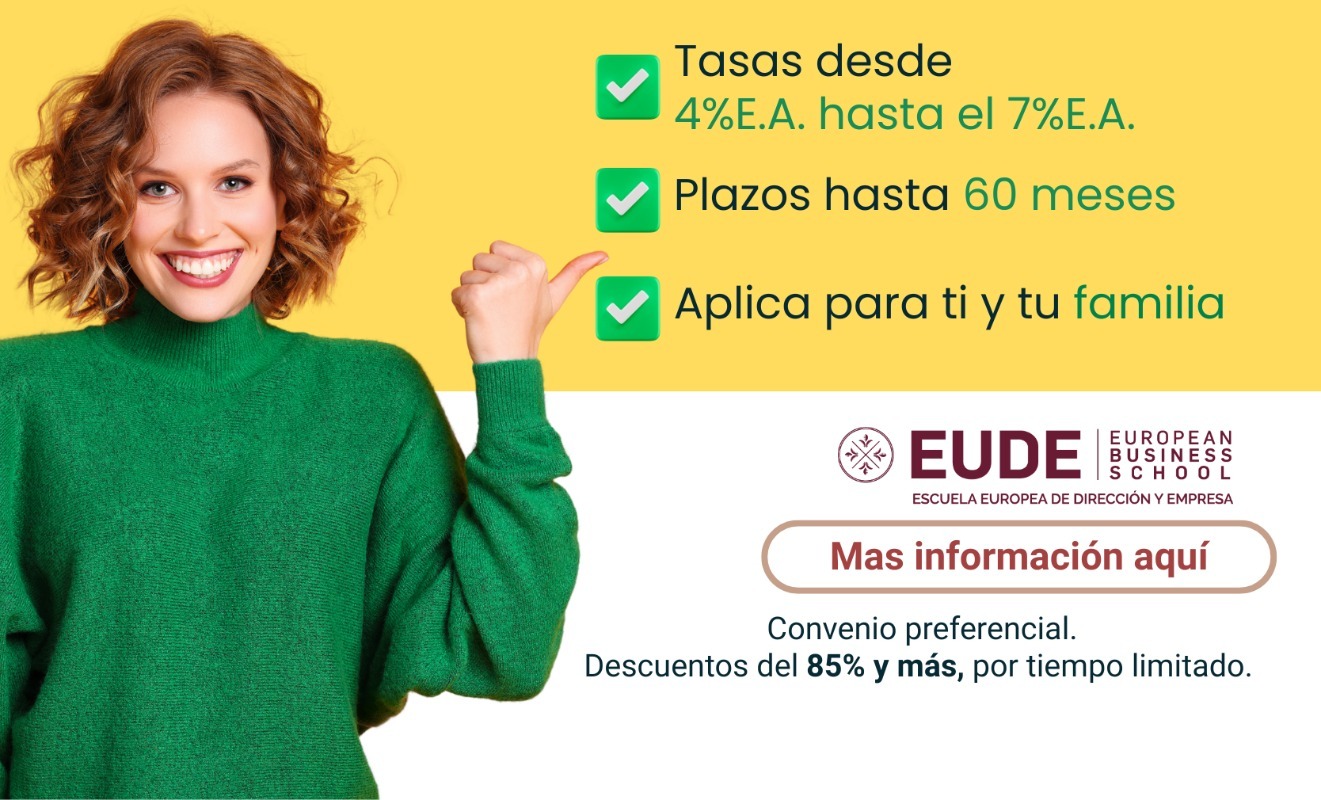 Tasas desde
4%E.A. hasta el 7%E.A.
Plazos hasta 60 meses
Aplica para ti y tu familia
EUDE
EUROPEAN
BUSINESS
SCHOOL
ESCUELA EUROPEA DE DIRECCIÓN Y EMPRESA
Mas información aquí
Convenio preferencial.
Descuentos del 85% y más, por tiempo limitado.